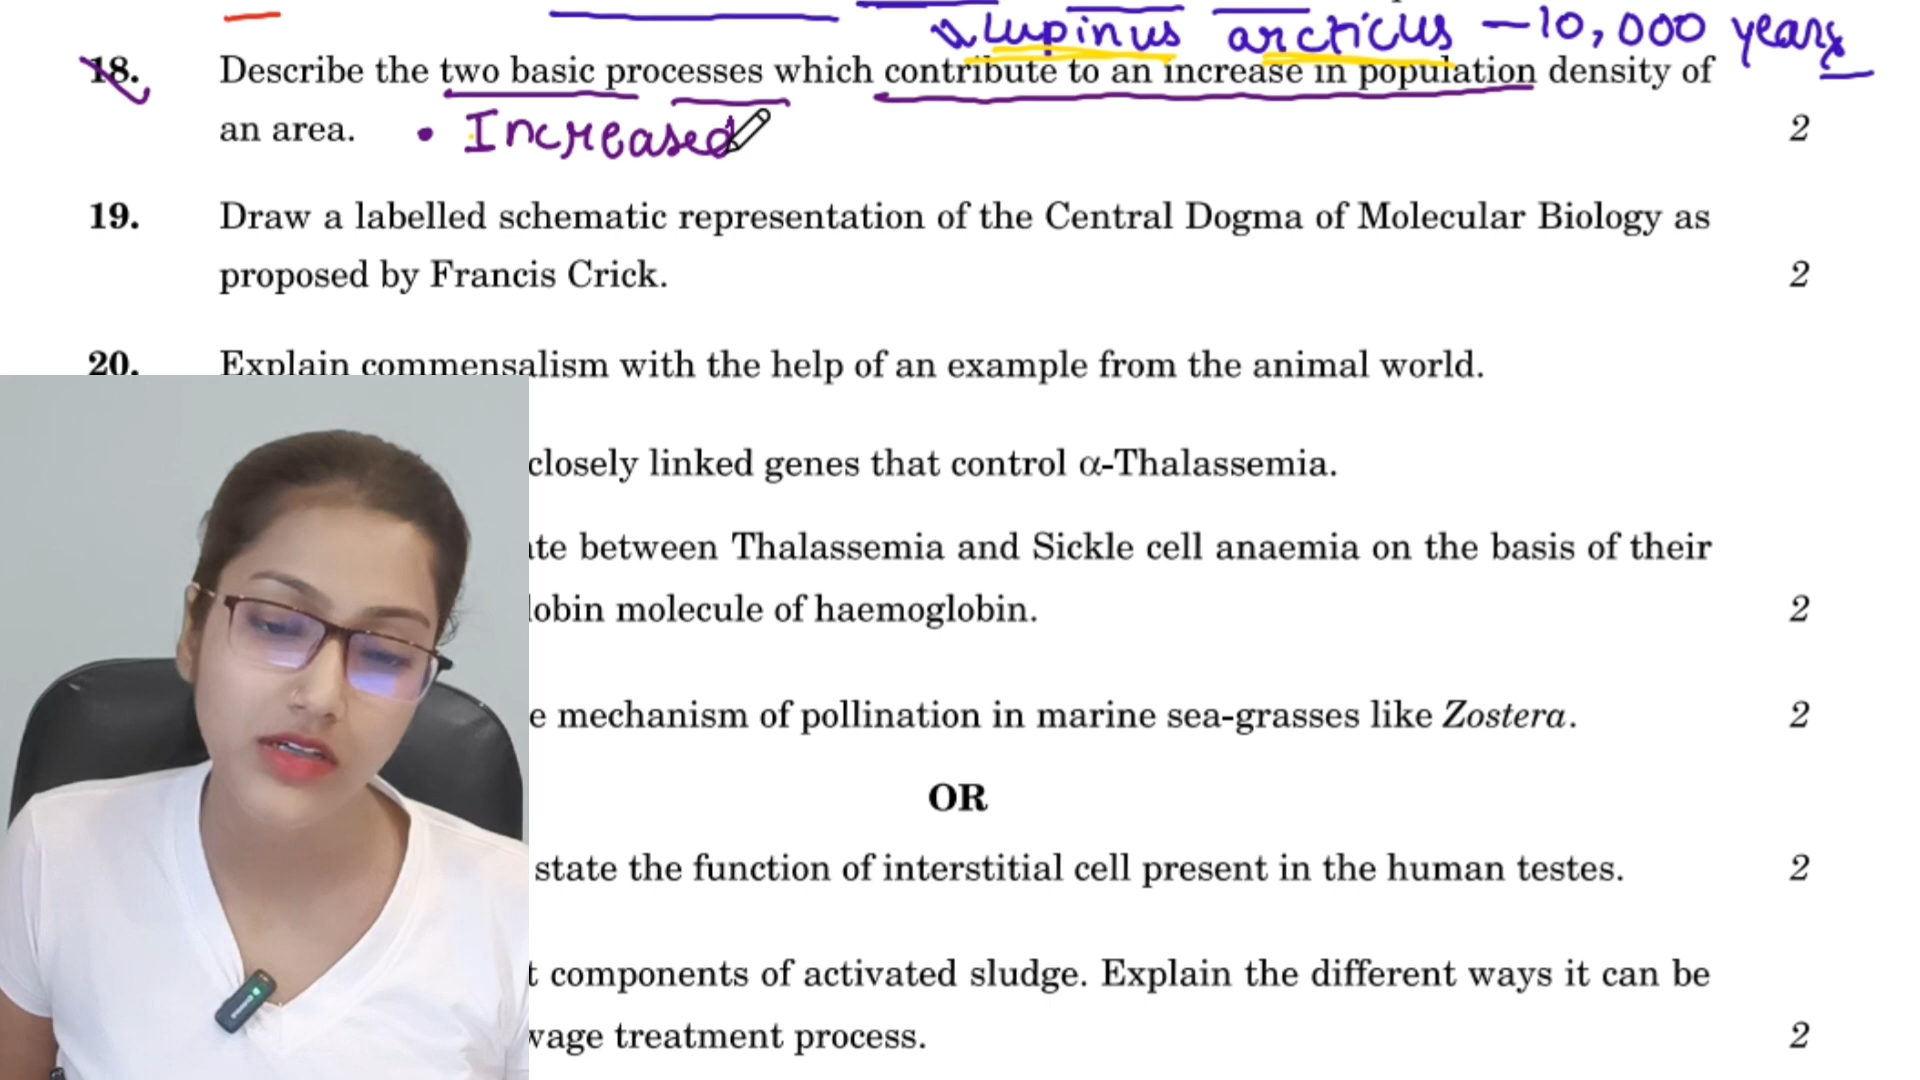 Lupinus arcticus – 10,000 years
18. Describe the two basic processes which contribute to an increase in population density of
an area. 2
• Increased
19. Draw a labelled schematic representation of the Central Dogma of Molecular Biology as
proposed by Francis Crick. 2
20. Explain commensalism with the help of an example from the animal world.
closely linked genes that control α-Thalassemia.
between Thalassemia and Sickle cell anaemia on the basis of their
molecule of haemoglobin. 2
mechanism of pollination in marine sea-grasses like Zostera. 2
OR
state the function of interstitial cell present in the human testes. 2
components of activated sludge. Explain the different ways it can be
treatment process. 2